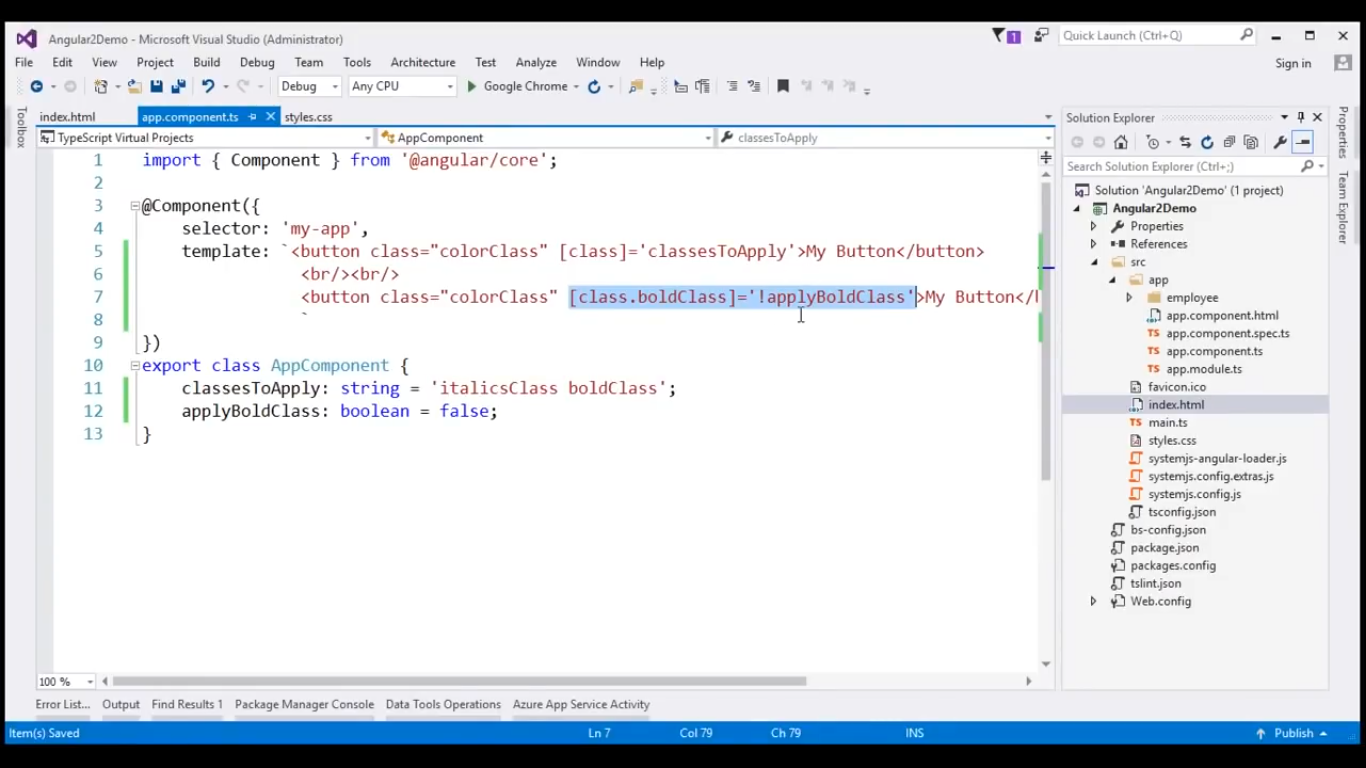 Angular2Demo - Microsoft Visual Studio (Administrator)
1
Quick Launch (Ctrl+Q)
File Edit View Project Build Debug Team Tools Architecture Test Analyze Window Help
Sign in
Debug Any CPU Google Chrome
Toolbox
index.html app.component.ts styles.css
TypeScript Virtual Projects AppComponent classesToApply
1 import { Component } from '@angular/core';
2
3 @Component({
4 selector: 'my-app',
5 template: `<button class="colorClass" [class]='classesToApply'>My Button</button>
6 <br/><br/>
7 <button class="colorClass" [class.boldClass]='!applyBoldClass'>My Button</b
8 `
9 })
10 export class AppComponent {
11 classesToApply: string = 'italicsClass boldClass';
12 applyBoldClass: boolean = false;
13 }
100 %
Solution Explorer
Search Solution Explorer (Ctrl+;)
Solution 'Angular2Demo' (1 project)
Angular2Demo
Properties
References
src
app
employee
app.component.html
app.component.spec.ts
app.component.ts
app.module.ts
favicon.ico
index.html
main.ts
styles.css
systemjs-angular-loader.js
systemjs.config.extras.js
systemjs.config.js
tsconfig.json
bs-config.json
package.json
packages.config
tslint.json
Web.config
Properties
Team Explorer
Error List... Output Find Results 1 Package Manager Console Data Tools Operations Azure App Service Activity
Item(s) Saved Ln 7 Col 79 Ch 79 INS Publish